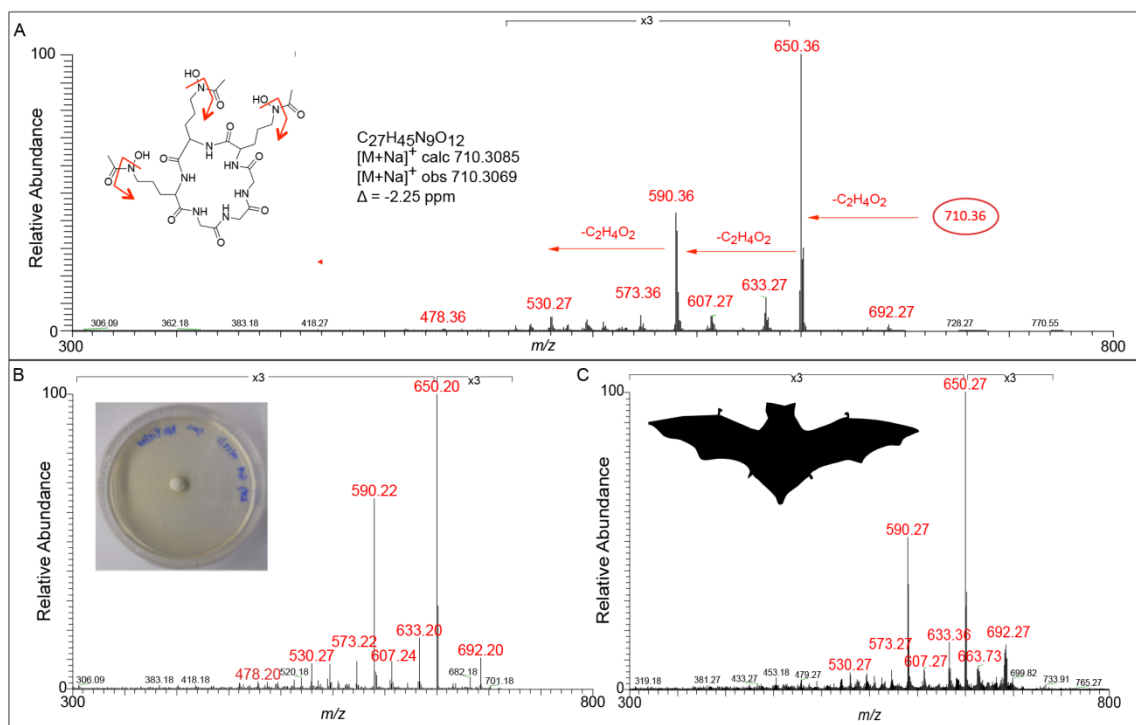 A
x3
650.36
100
HO
N
O
HO
N
O
O
H
N
N
H
O
OH
N
O
HN
O
NH
HN
O
H
N
N
H
O
O
O
C27H45N9O12
[M+Na]+ calc 710.3085
[M+Na]+ obs 710.3069
Δ = -2.25 ppm
590.36
-C2H4O2
-C2H4O2
-C2H4O2
710.36
Relative Abundance
530.27
573.36
607.27
633.27
692.27
478.36
306.09
362.18
383.18
418.27
728.27
770.55
0
300
m/z
800
B
x3
x3
650.20
100
590.22
Relative Abundance
573.22
633.20
530.27
607.24
692.20
478.20
520.18
682.18
306.09
383.18
418.18
701.18
0
300
m/z
800
C
x3
x3
650.27
100
590.27
Relative Abundance
573.27
633.36
692.27
530.27
607.27
663.73
319.18
381.27
433.27
453.18
479.27
699.82
733.91
765.27
0
300
m/z
800